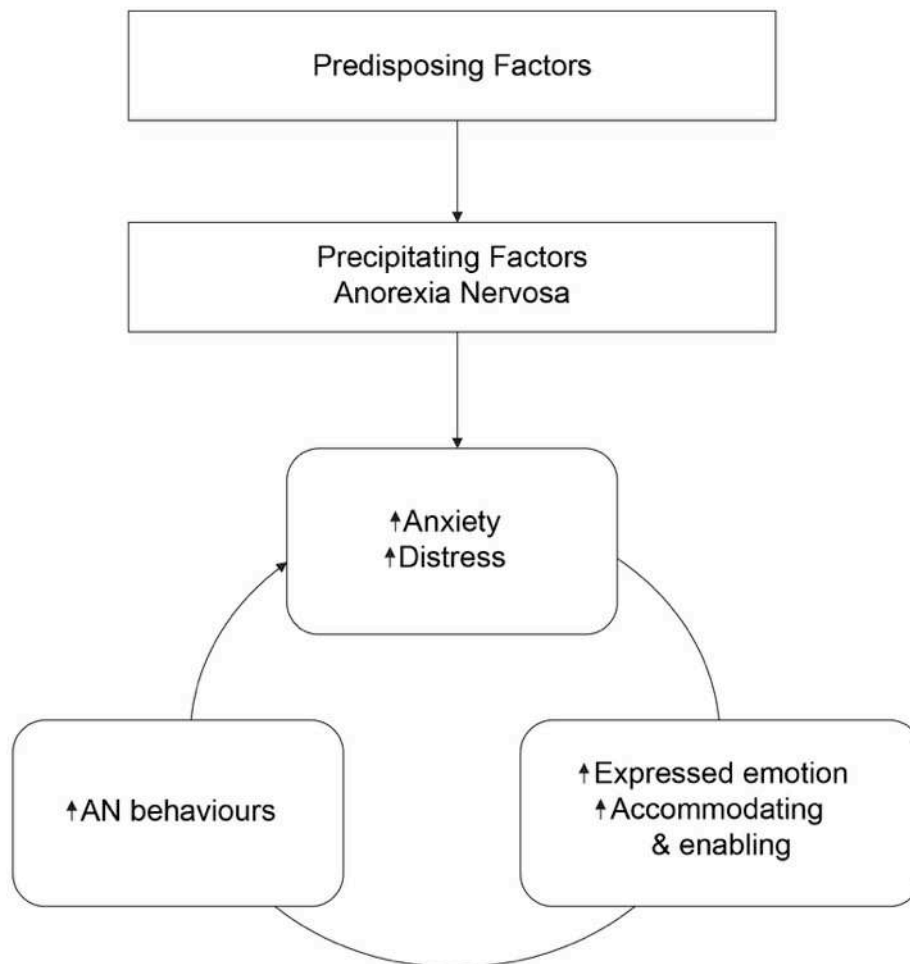 Predisposing Factors
Precipitating Factors
Anorexia Nervosa
↑Anxiety
↑Distress
↑AN behaviours
↑Expressed emotion
↑Accommodating
& enabling